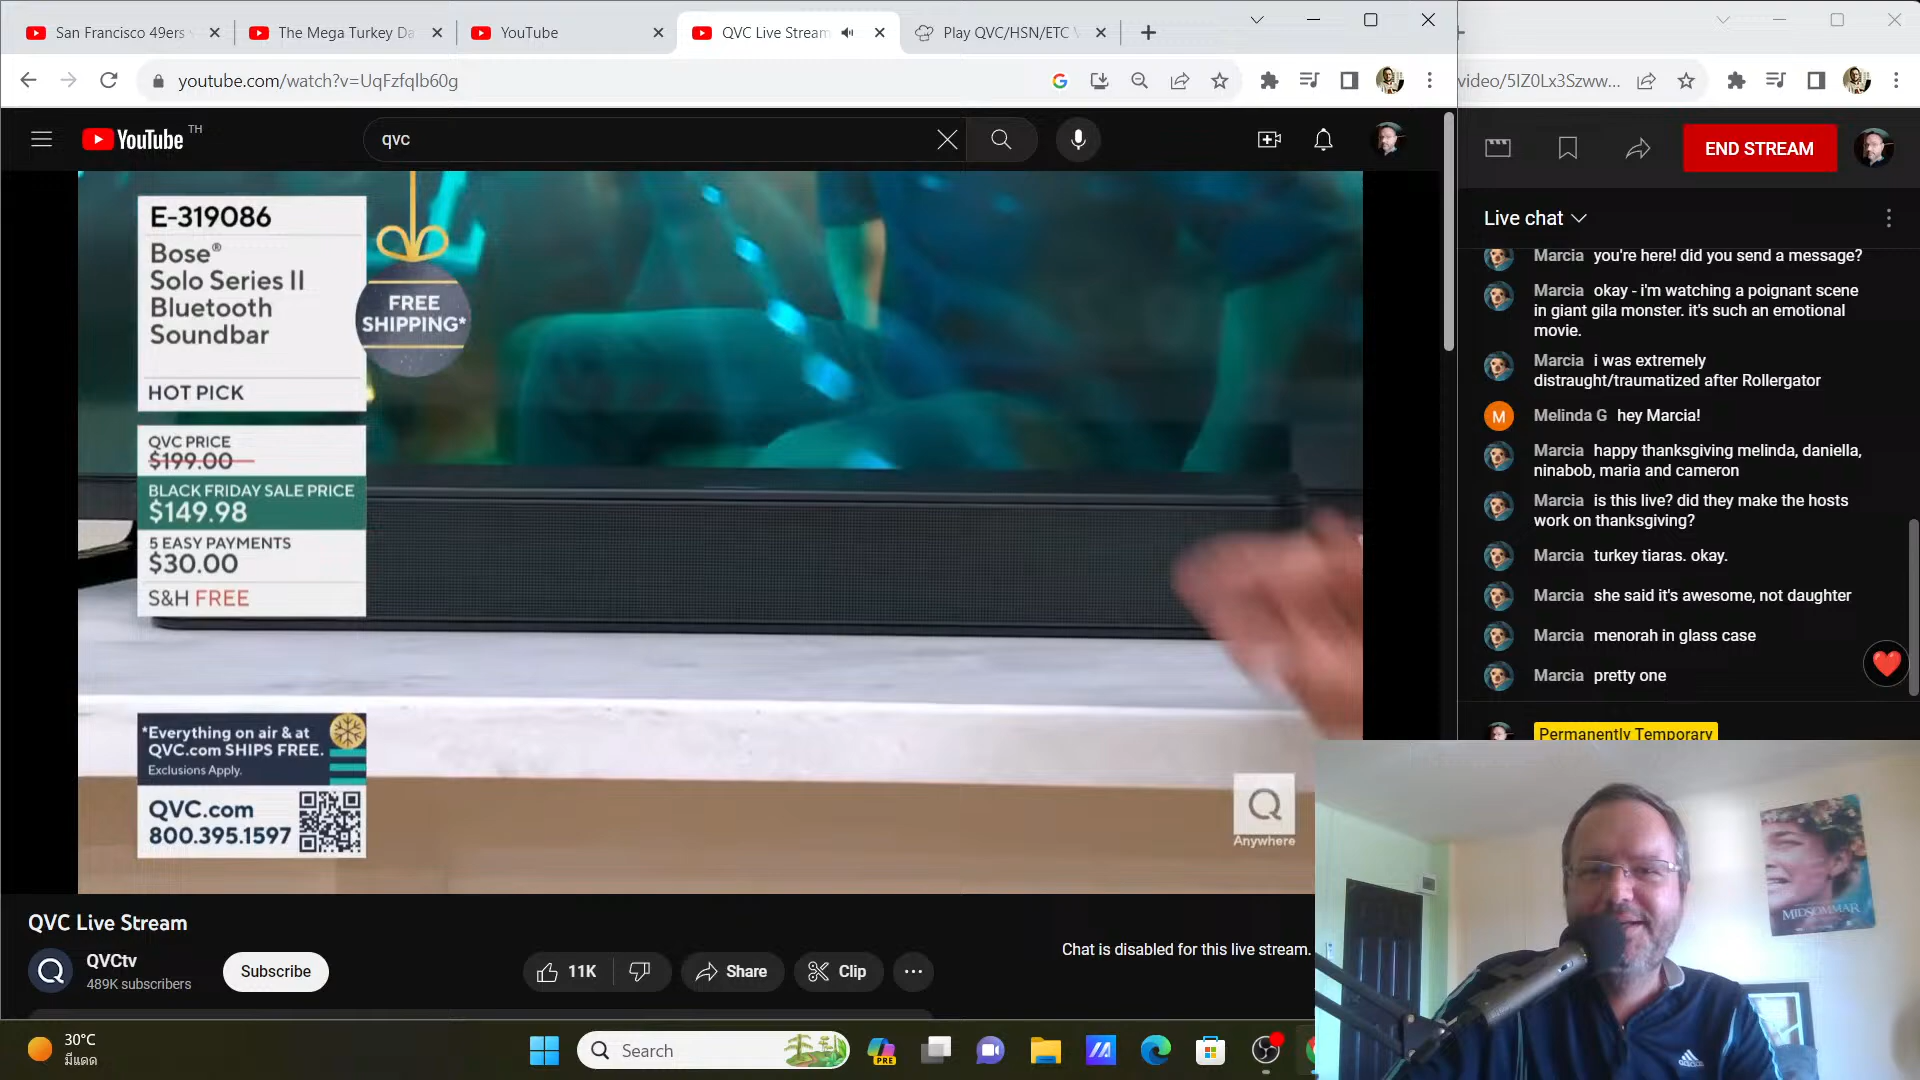 San Francisco 49ers
The Mega Turkey Da
YouTube
QVC Live Stream
Play QVC/HSN/ETC
youtube.com/watch?v=UqFzfqlb60g
video/5IZ0Lx3Szww...
YouTube TH
qvc
END STREAM
Live chat
E-319086
Bose®
Solo Series II
Bluetooth
Soundbar
HOT PICK
FREE
SHIPPING*
QVC PRICE
$199.00
BLACK FRIDAY SALE PRICE
$149.98
5 EASY PAYMENTS
$30.00
S&H FREE
*Everything on air & at
QVC.com SHIPS FREE.
Exclusions Apply.
QVC.com
800.395.1597
Q
Anywhere
Marcia you're here! did you send a message?
Marcia okay - i'm watching a poignant scene
in giant gila monster. it's such an emotional
movie.
Marcia i was extremely
distraught/traumatized after Rollergator
M
Melinda G hey Marcia!
Marcia happy thanksgiving melinda, daniella,
ninabob, maria and cameron
Marcia is this live? did they make the hosts
work on thanksgiving?
Marcia turkey tiaras. okay.
Marcia she said it's awesome, not daughter
Marcia menorah in glass case
Marcia pretty one
Permanently Temporary
MIDSOMMAR
adidas
QVC Live Stream
Q
QVCtv
489K subscribers
Subscribe
11K
Share
Clip
Chat is disabled for this live stream.
30°C
มีแดด
Search
PRE